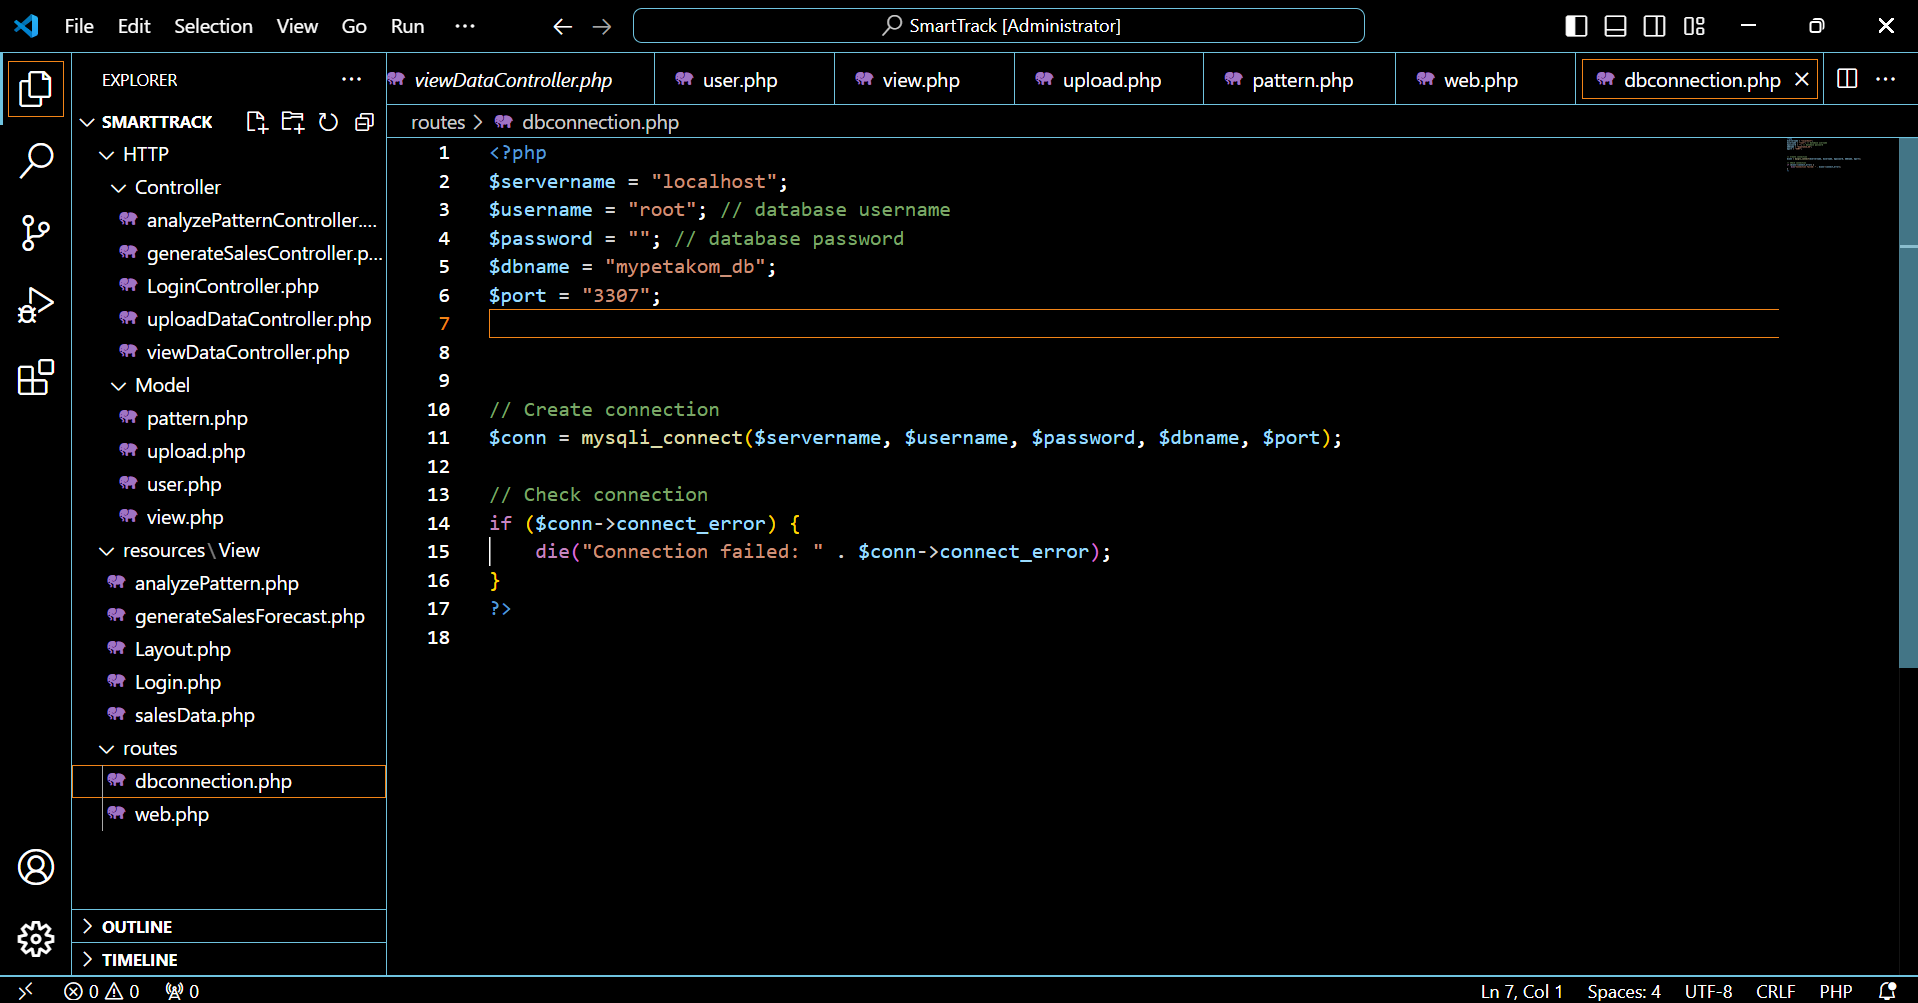 File Edit Selection View Go Run ··· SmartTrack [Administrator]
EXPLORER ···
SMARTTRACK
HTTP
Controller
analyzePatternController....
generateSalesController.p...
LoginController.php
uploadDataController.php
viewDataController.php
Model
pattern.php
upload.php
user.php
view.php
resources\View
analyzePattern.php
generateSalesForecast.php
Layout.php
Login.php
salesData.php
routes
dbconnection.php
web.php
OUTLINE
TIMELINE
viewDataController.php user.php view.php upload.php pattern.php web.php dbconnection.php ···
routes > dbconnection.php
1 <?php
2 $servername = "localhost";
3 $username = "root"; // database username
4 $password = ""; // database password
5 $dbname = "mypetakom_db";
6 $port = "3307";
7
8
9
10 // Create connection
11 $conn = mysqli_connect($servername, $username, $password, $dbname, $port);
12
13 // Check connection
14 if ($conn->connect_error) {
15     die("Connection failed: " . $conn->connect_error);
16 }
17 ?>
18
0 0 0 Ln 7, Col 1 Spaces: 4 UTF-8 CRLF PHP